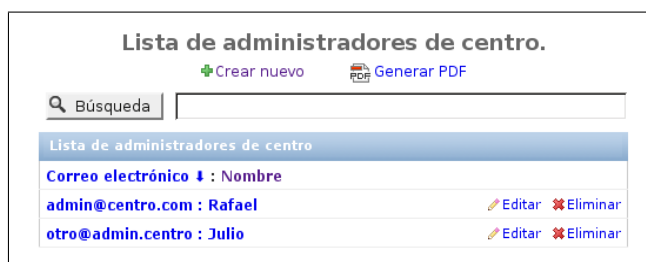 Lista de administradores de centro.
Crear nuevo PDF Generar PDF
Búsqueda
Lista de administradores de centro
Correo electrónico ⬇ : Nombre
admin@centro.com : Rafael Editar Eliminar
otro@admin.centro : Julio Editar Eliminar